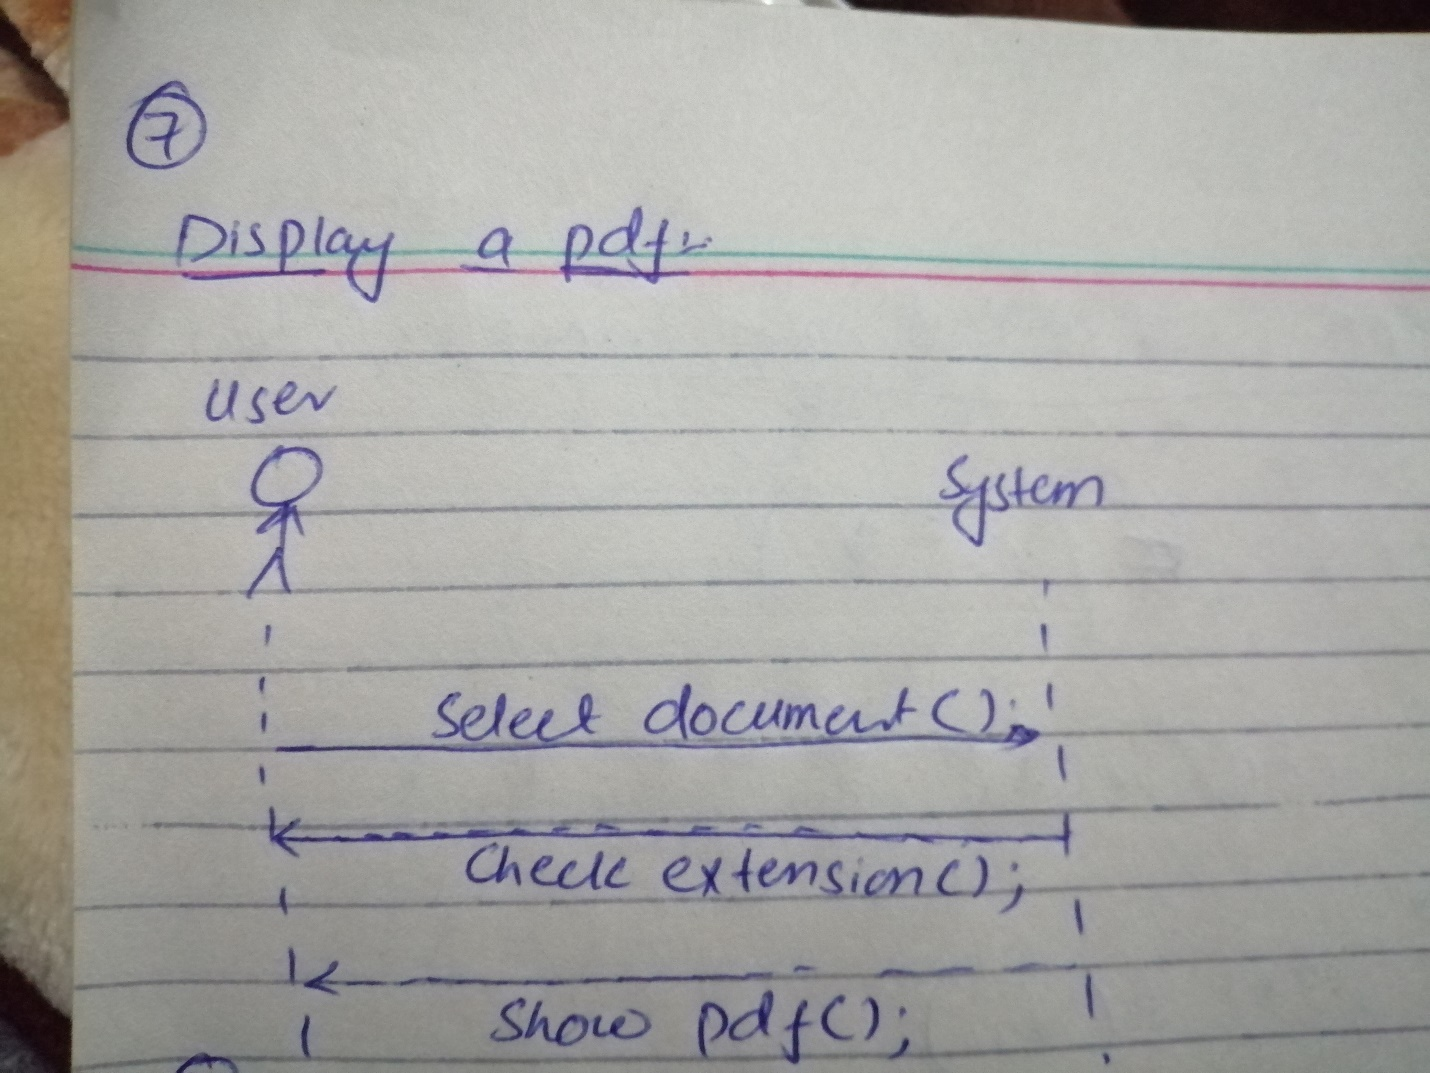 7
Display a pdf:-
User
System
Select document();
Check extension();
Show pdf();